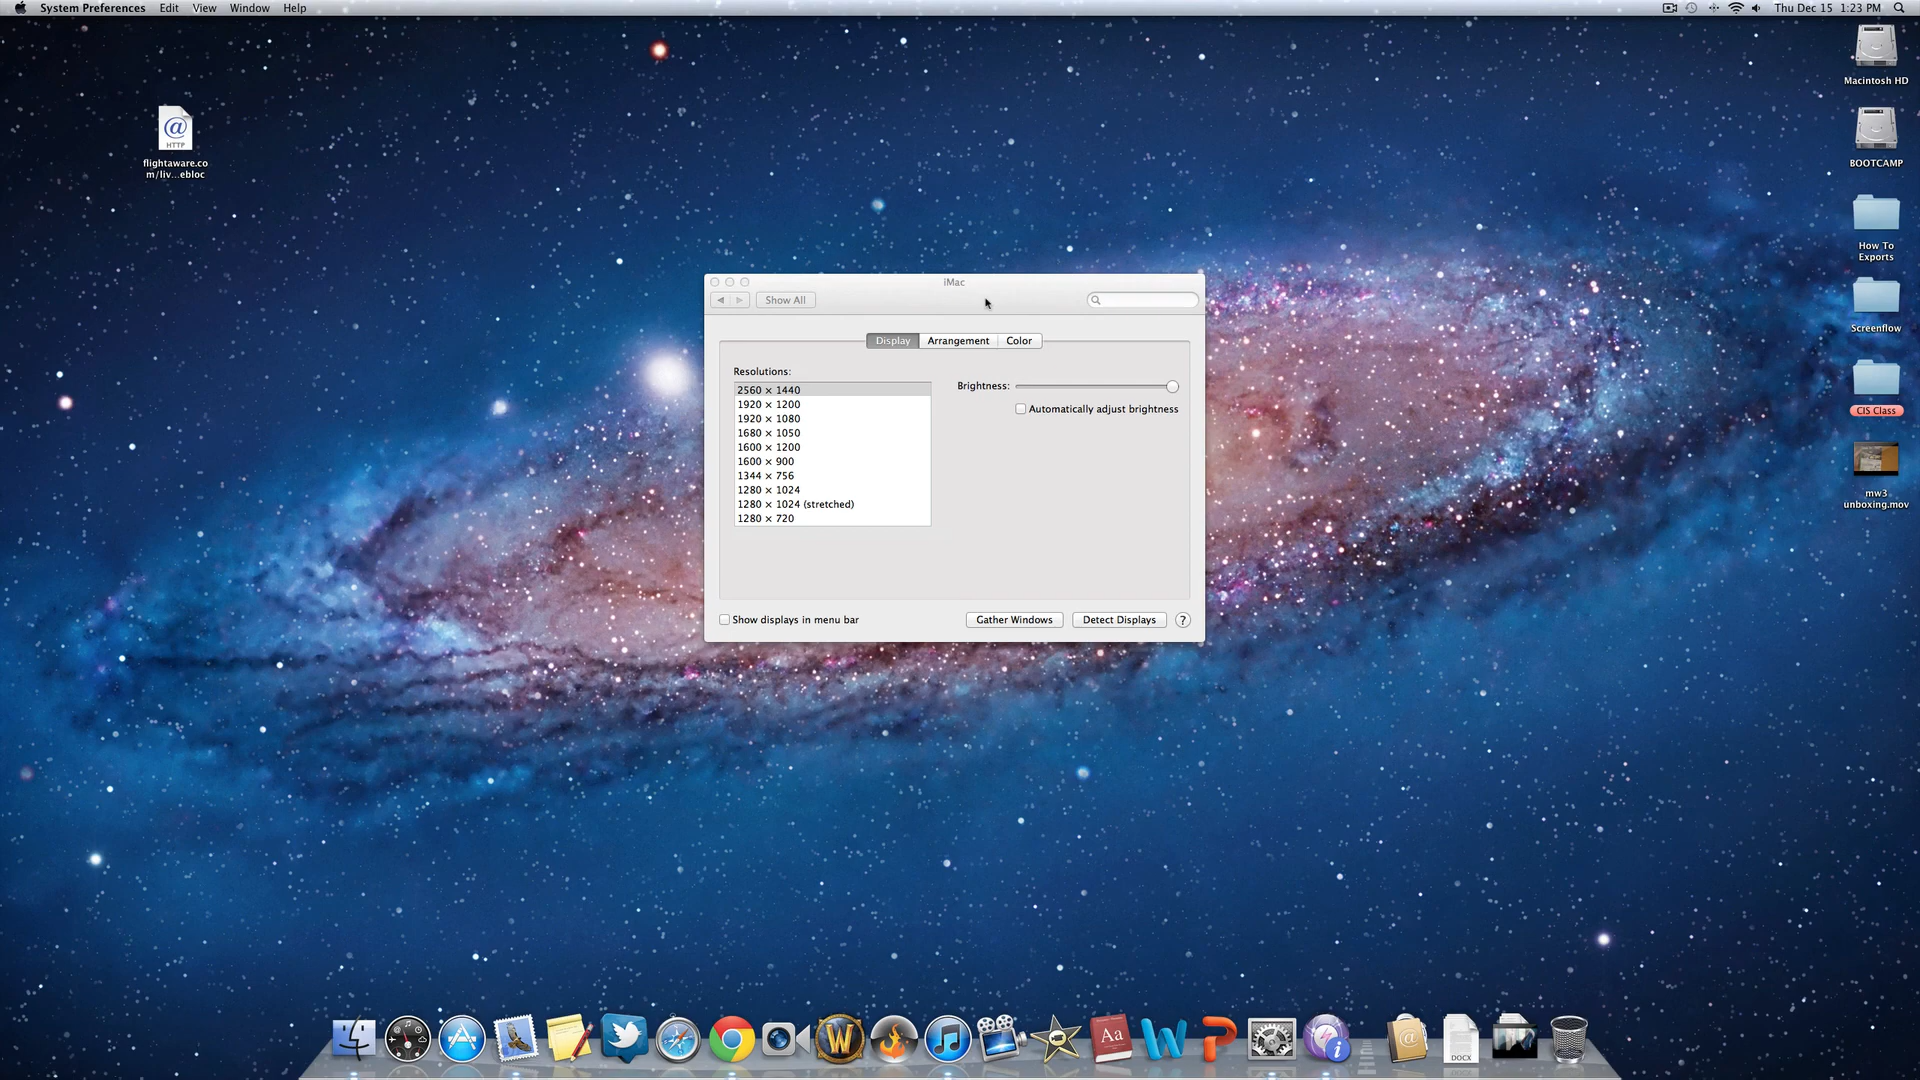 System Preferences Edit View Window Help
Thu Dec 15 1:23 PM
flightaware.co
m/liv...ebloc
HTTP
Macintosh HD
BOOTCAMP
How To
Exports
Screenflow
CIS Class
mw3
unboxing.mov
iMac
Show All
Display Arrangement Color
Resolutions:
2560 × 1440
1920 × 1200
1920 × 1080
1680 × 1050
1600 × 1200
1600 × 900
1344 × 756
1280 × 1024
1280 × 1024 (stretched)
1280 × 720
Brightness:
Automatically adjust brightness
Show displays in menu bar
Gather Windows
Detect Displays
?
W
Aa
W
P
i
@
DOCX